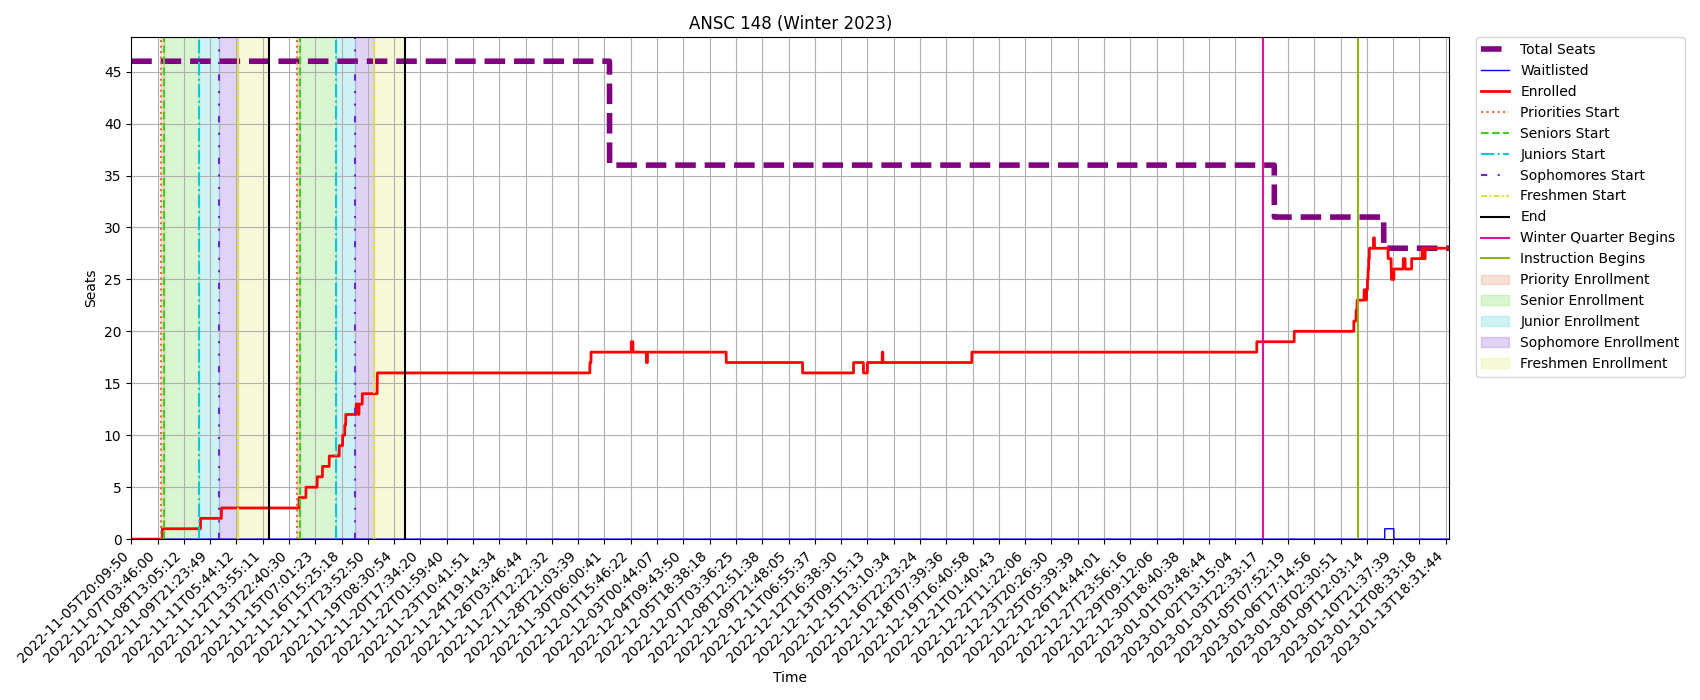 ANSC 148 (Winter 2023)
Seats
45
40
35
30
25
20
15
10
5
0
2022-11-05T20:09:50
2022-11-07T03:46:00
2022-11-08T13:05:12
2022-11-09T21:23:49
2022-11-11T05:44:12
2022-11-12T13:55:11
2022-11-13T22:40:30
2022-11-15T07:01:23
2022-11-16T15:25:18
2022-11-17T23:52:50
2022-11-19T08:30:54
2022-11-20T17:34:20
2022-11-22T01:59:40
2022-11-23T10:41:51
2022-11-24T19:14:34
2022-11-26T03:46:44
2022-11-27T12:22:32
2022-11-28T21:03:39
2022-11-30T06:00:41
2022-12-01T15:46:22
2022-12-03T00:44:07
2022-12-04T09:43:50
2022-12-05T18:38:18
2022-12-07T03:36:25
2022-12-08T12:51:38
2022-12-09T21:48:05
2022-12-11T06:55:37
2022-12-12T16:38:30
2022-12-13T09:15:13
2022-12-15T13:10:34
2022-12-16T22:23:24
2022-12-18T07:39:36
2022-12-19T16:40:58
2022-12-21T01:40:43
2022-12-22T11:22:06
2022-12-23T20:26:30
2022-12-25T05:39:39
2022-12-26T14:44:01
2022-12-27T23:56:16
2022-12-29T09:12:06
2022-12-30T18:40:38
2023-01-01T03:48:44
2023-01-02T13:15:04
2023-01-03T22:33:17
2023-01-05T07:52:19
2023-01-06T17:14:56
2023-01-08T02:30:51
2023-01-09T12:03:14
2023-01-10T21:37:39
2023-01-12T08:33:18
2023-01-13T18:31:44
Time
Total Seats
Waitlisted
Enrolled
Priorities Start
Seniors Start
Juniors Start
Sophomores Start
Freshmen Start
End
Winter Quarter Begins
Instruction Begins
Priority Enrollment
Senior Enrollment
Junior Enrollment
Sophomore Enrollment
Freshmen Enrollment